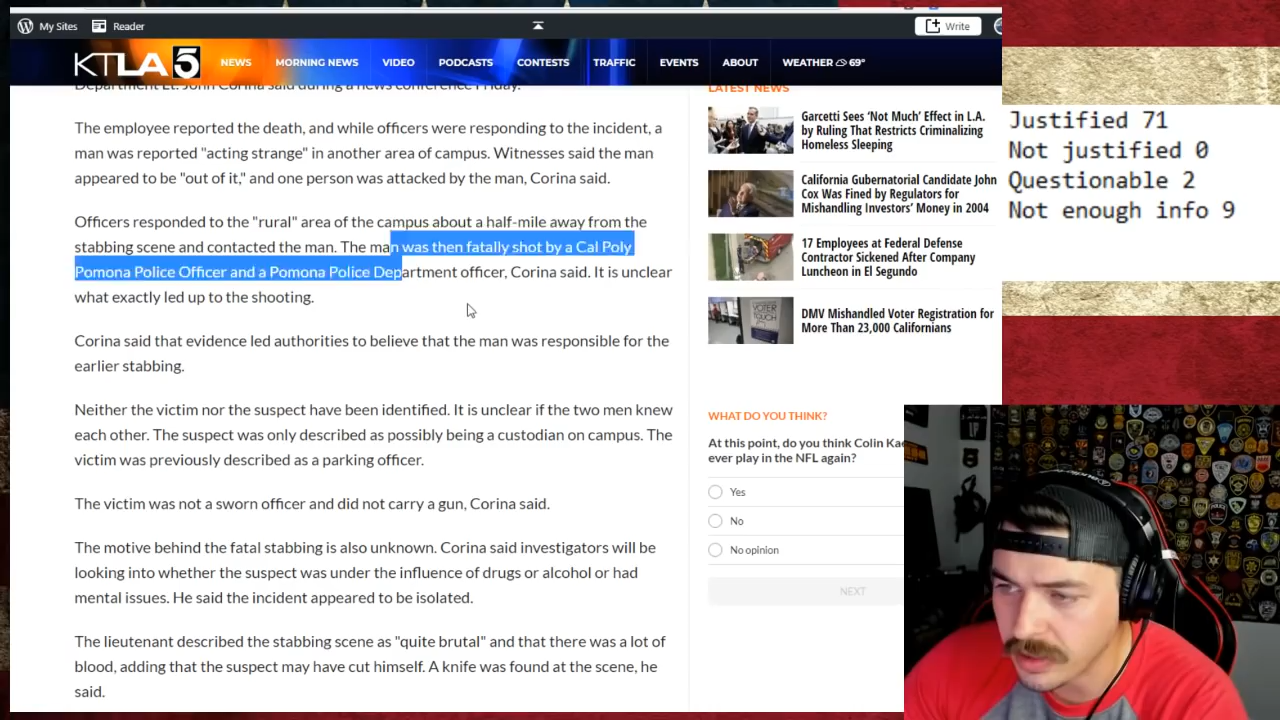 My Sites
Reader
Write
KTLA 5
NEWS
MORNING NEWS
VIDEO
PODCASTS
CONTESTS
TRAFFIC
EVENTS
ABOUT
WEATHER 69°
Department Lt. John Corina said during a news conference Friday.
The employee reported the death, and while officers were responding to the incident, a
man was reported "acting strange" in another area of campus. Witnesses said the man
appeared to be "out of it," and one person was attacked by the man, Corina said.
Officers responded to the "rural" area of the campus about a half-mile away from the
stabbing scene and contacted the man. The man was then fatally shot by a Cal Poly
Pomona Police Officer and a Pomona Police Department officer, Corina said. It is unclear
what exactly led up to the shooting.
Corina said that evidence led authorities to believe that the man was responsible for the
earlier stabbing.
Neither the victim nor the suspect have been identified. It is unclear if the two men knew
each other. The suspect was only described as possibly being a custodian on campus. The
victim was previously described as a parking officer.
The victim was not a sworn officer and did not carry a gun, Corina said.
The motive behind the fatal stabbing is also unknown. Corina said investigators will be
looking into whether the suspect was under the influence of drugs or alcohol or had
mental issues. He said the incident appeared to be isolated.
The lieutenant described the stabbing scene as "quite brutal" and that there was a lot of
blood, adding that the suspect may have cut himself. A knife was found at the scene, he
said.
LATEST NEWS
Garcetti Sees ‘Not Much’ Effect in L.A.
by Ruling That Restricts Criminalizing
Homeless Sleeping
California Gubernatorial Candidate John
Cox Was Fined by Regulators for
Mishandling Investors’ Money in 2004
17 Employees at Federal Defense
Contractor Sickened After Company
Luncheon in El Segundo
DMV Mishandled Voter Registration for
More Than 23,000 Californians
WHAT DO YOU THINK?
At this point, do you think Colin Kae
ever play in the NFL again?
Yes
No
No opinion
NEXT
Justified 71
Not justified 0
Questionable 2
Not enough info 9